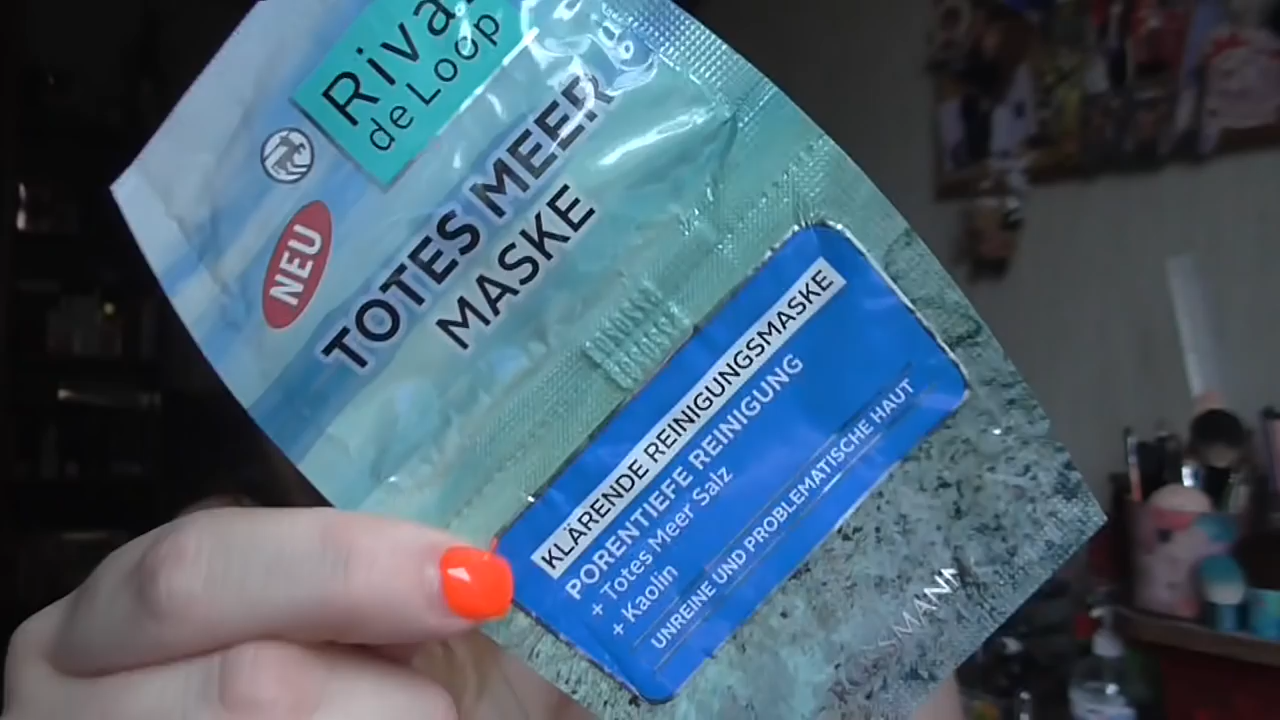 Rival
de Loop
NEU
TOTES MEER
MASKE
KLÄRENDE REINIGUNGSMASKE
PORENTIEFE REINIGUNG
+ Totes Meer Salz
+ Kaolin
UNREINE UND PROBLEMATISCHE HAUT
ROSSMANN